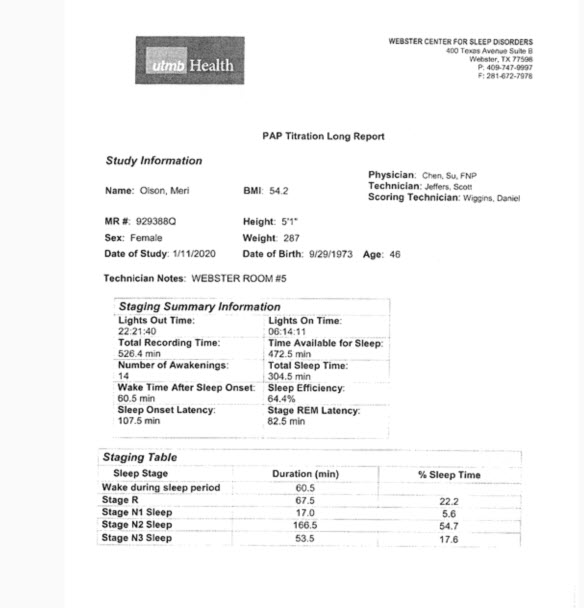 utmb Health
WEBSTER CENTER FOR SLEEP DISORDERS
400 Texas Avenue Suite B
Webster, TX 77598
P: 409-747-9997
F: 281-672-7978
PAP Titration Long Report
Study Information
Physician: Chen, Su, FNP
Technician: Jeffers, Scott
Scoring Technician: Wiggins, Daniel
Name: Olson, Meri BMI: 54.2
MR #: 929388Q Height: 5'1"
Sex: Female Weight: 287
Date of Study: 1/11/2020 Date of Birth: 9/29/1973 Age: 46
Technician Notes: WEBSTER ROOM #5
Staging Summary Information
Lights Out Time: Lights On Time:
22:21:40 06:14:11
Total Recording Time: Time Available for Sleep:
526.4 min 472.5 min
Number of Awakenings: Total Sleep Time:
14 304.5 min
Wake Time After Sleep Onset: Sleep Efficiency:
60.5 min 64.4%
Sleep Onset Latency: Stage REM Latency:
107.5 min 82.5 min
Staging Table
Sleep Stage Duration (min) % Sleep Time
Wake during sleep period 60.5
Stage R 67.5 22.2
Stage N1 Sleep 17.0 5.6
Stage N2 Sleep 166.5 54.7
Stage N3 Sleep 53.5 17.6